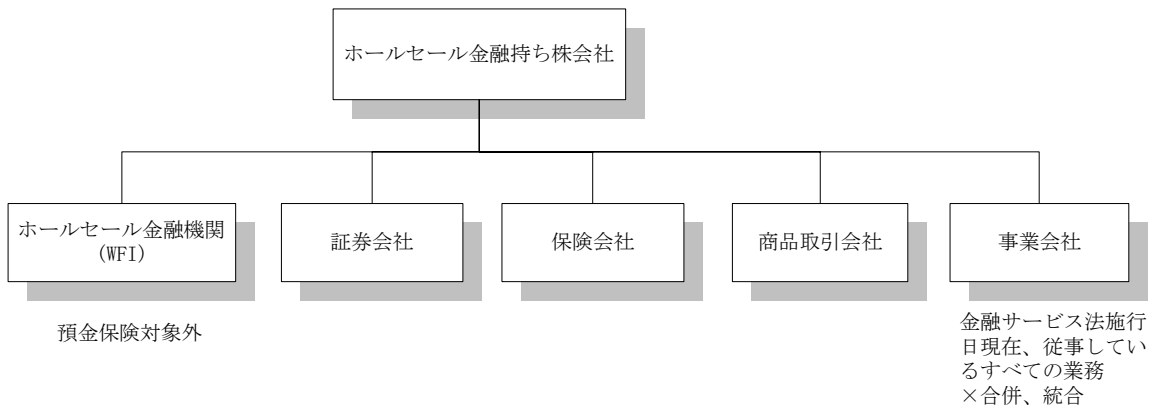 ホールセール金融持ち株会社
ホールセール金融機関
(WFI)
証券会社
保険会社
商品取引会社
事業会社
預金保険対象外
金融サービス法施行
日現在、従事してい
るすべての業務
×合併、統合